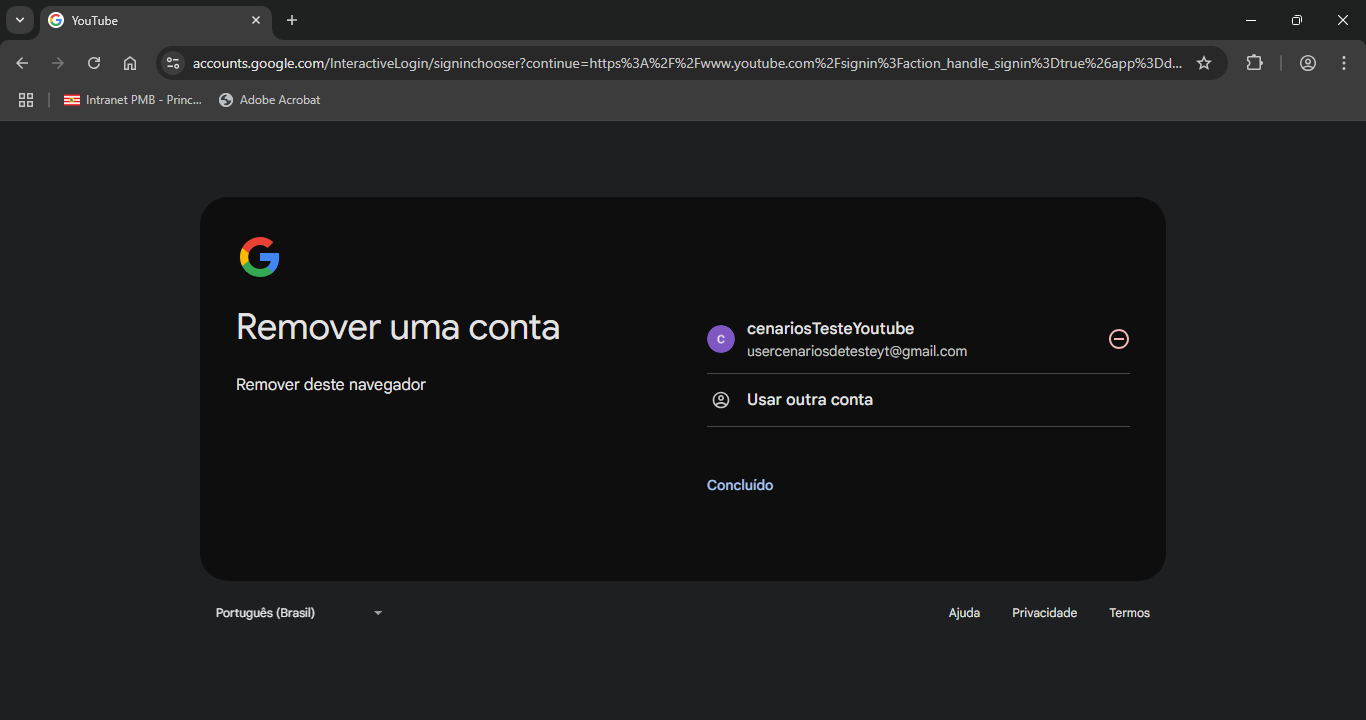 YouTube
accounts.google.com/InteractiveLogin/signinchooser?continue=https%3A%2F%2Fwww.youtube.com%2Fsignin%3Faction_handle_signin%3Dtrue%26app%3Dd...
Intranet PMB - Princ...
Adobe Acrobat
Remover uma conta
Remover deste navegador
C
cenariosTesteYoutube
usercenariosdetesteyt@gmail.com
Usar outra conta
Concluído
Português (Brasil)
Ajuda
Privacidade
Termos